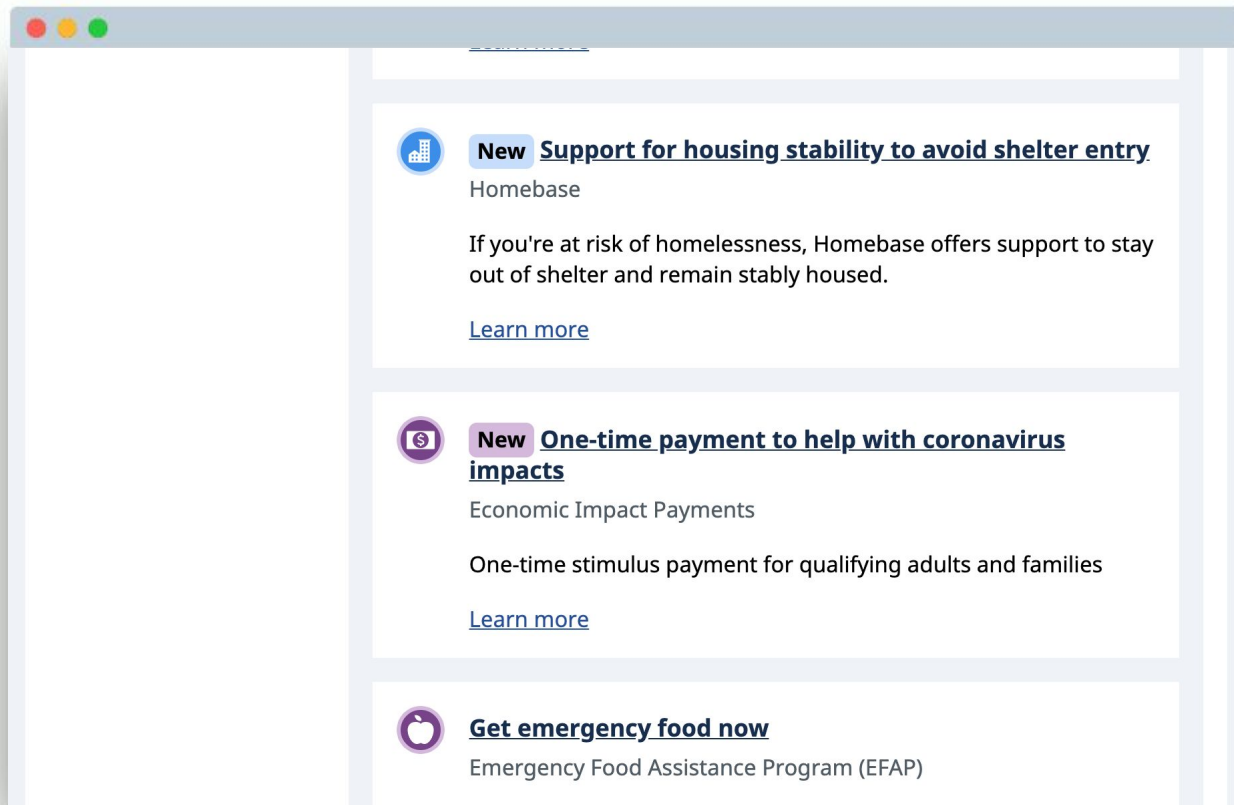 New Support for housing stability to avoid shelter entry
Homebase
If you're at risk of homelessness, Homebase offers support to stay
out of shelter and remain stably housed.
Learn more
New One-time payment to help with coronavirus
impacts
Economic Impact Payments
One-time stimulus payment for qualifying adults and families
Learn more
Get emergency food now
Emergency Food Assistance Program (EFAP)